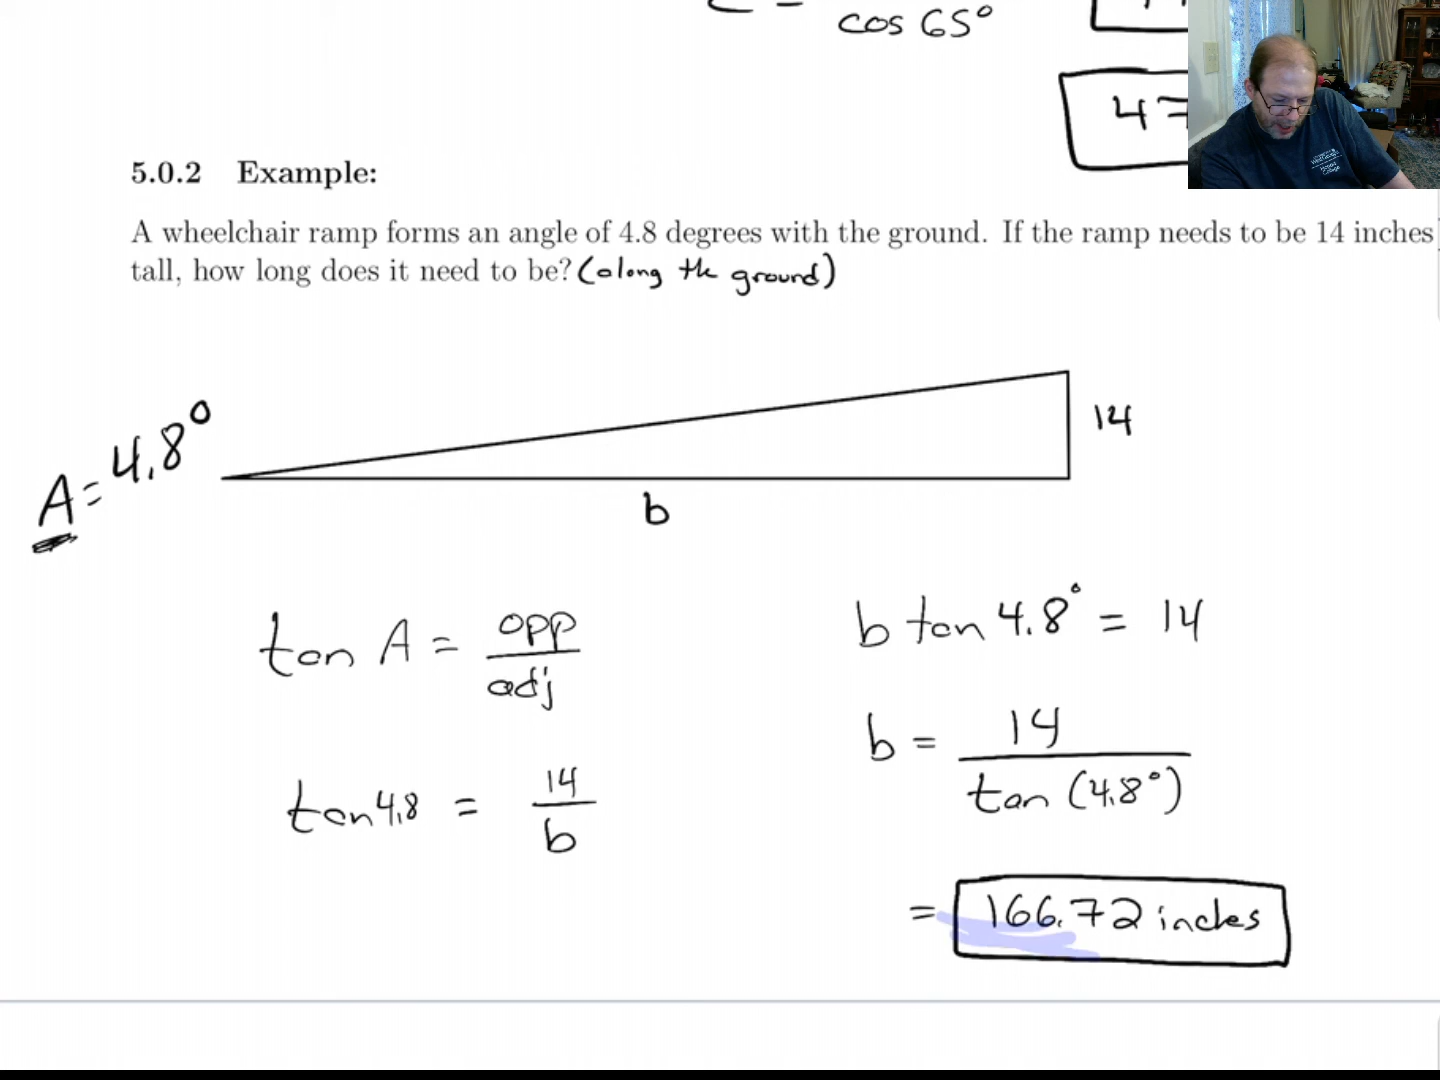 cos 65°
47
5.0.2 Example:
A wheelchair ramp forms an angle of 4.8 degrees with the ground. If the ramp needs to be 14 inches
tall, how long does it need to be? (along the ground)
A = 4.8°
14
b
tan A = opp / adj
b tan 4.8° = 14
b = 14 / tan (4.8°)
tan 4.8 = 14 / b
= 166.72 inches